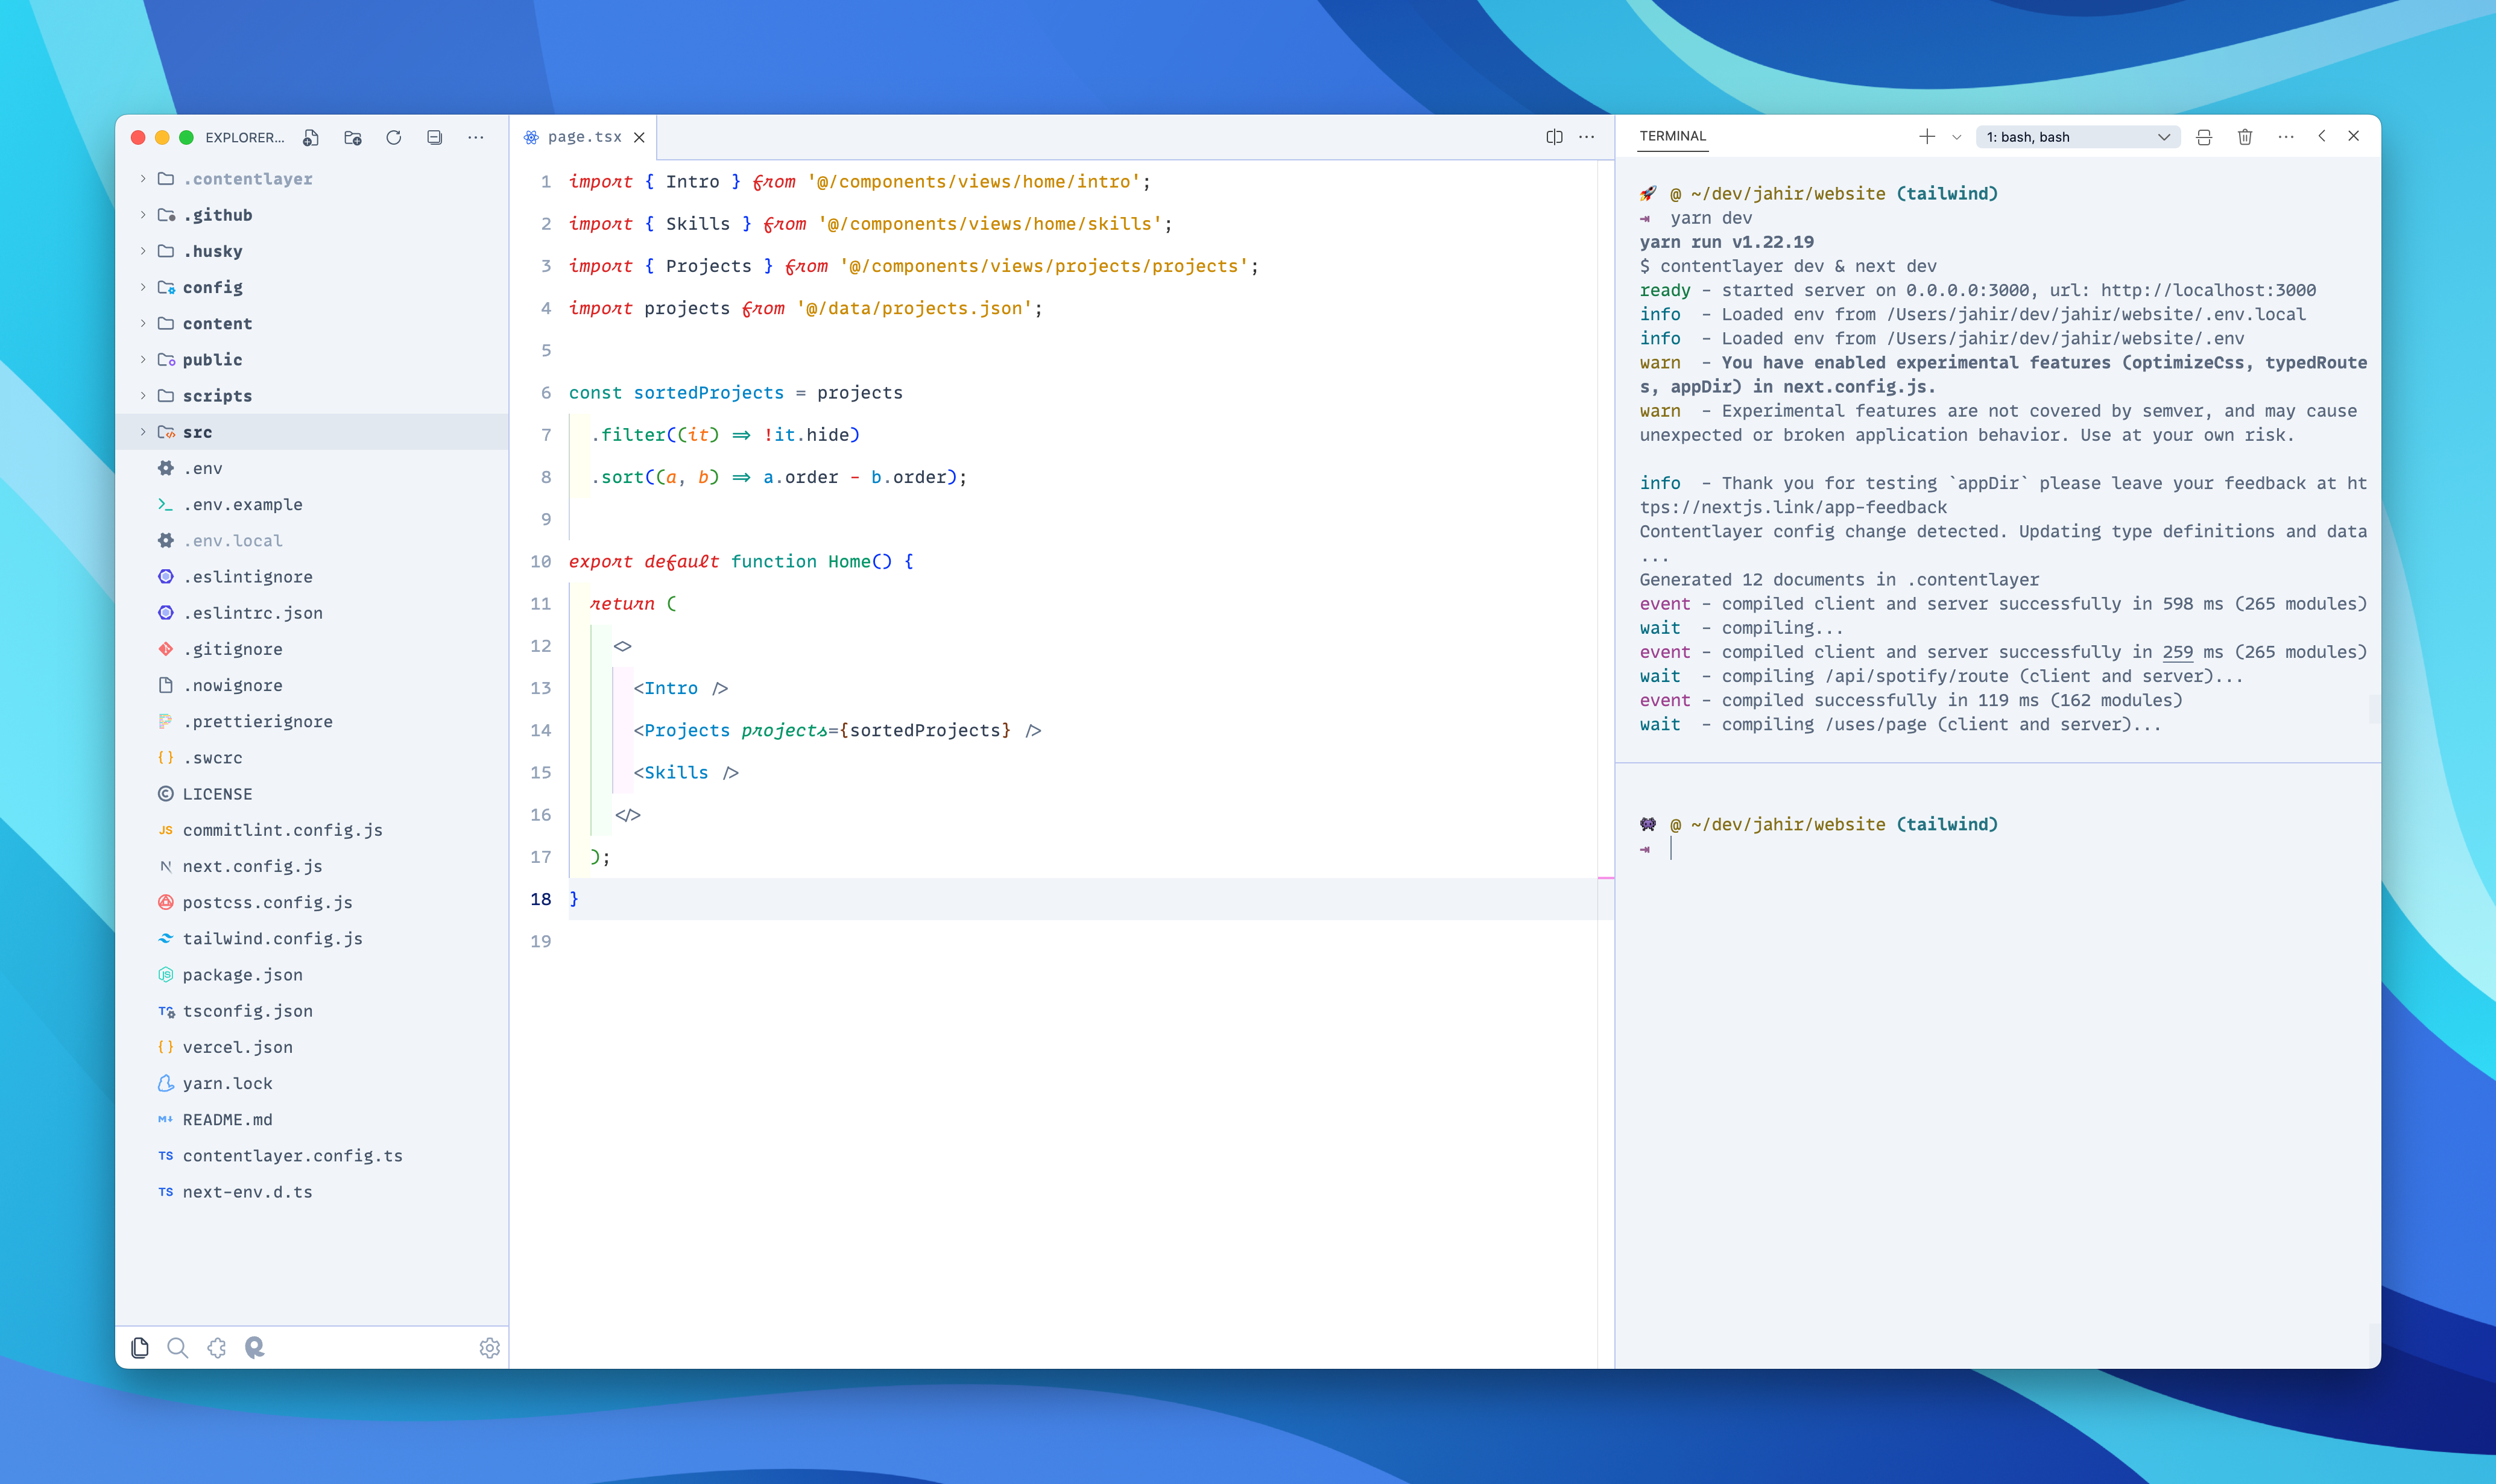 EXPLORER...
.contentlayer
.github
.husky
config
content
public
scripts
src
.env
.env.example
.env.local
.eslintignore
.eslintrc.json
.gitignore
.nowignore
.prettierignore
.swcrc
LICENSE
JS commitlint.config.js
next.config.js
postcss.config.js
tailwind.config.js
package.json
tsconfig.json
vercel.json
yarn.lock
README.md
TS contentlayer.config.ts
TS next-env.d.ts
page.tsx
1 import { Intro } from '@/components/views/home/intro';
2 import { Skills } from '@/components/views/home/skills';
3 import { Projects } from '@/components/views/projects/projects';
4 import projects from '@/data/projects.json';
5
6 const sortedProjects = projects
7 .filter((it) => !it.hide)
8 .sort((a, b) => a.order - b.order);
9
10 export default function Home() {
11 return (
12 <>
13 <Intro />
14 <Projects projects={sortedProjects} />
15 <Skills />
16 </>
17 );
18 }
19
TERMINAL
1: bash, bash
@ ~/dev/jahir/website (tailwind)
yarn dev
yarn run v1.22.19
$ contentlayer dev & next dev
ready - started server on 0.0.0.0:3000, url: http://localhost:3000
info - Loaded env from /Users/jahir/dev/jahir/website/.env.local
info - Loaded env from /Users/jahir/dev/jahir/website/.env
warn - You have enabled experimental features (optimizeCss, typedRoute
s, appDir) in next.config.js.
warn - Experimental features are not covered by semver, and may cause
unexpected or broken application behavior. Use at your own risk.
info - Thank you for testing `appDir` please leave your feedback at ht
tps://nextjs.link/app-feedback
Contentlayer config change detected. Updating type definitions and data
...
Generated 12 documents in .contentlayer
event - compiled client and server successfully in 598 ms (265 modules)
wait - compiling...
event - compiled client and server successfully in 259 ms (265 modules)
wait - compiling /api/spotify/route (client and server)...
event - compiled successfully in 119 ms (162 modules)
wait - compiling /uses/page (client and server)...
@ ~/dev/jahir/website (tailwind)